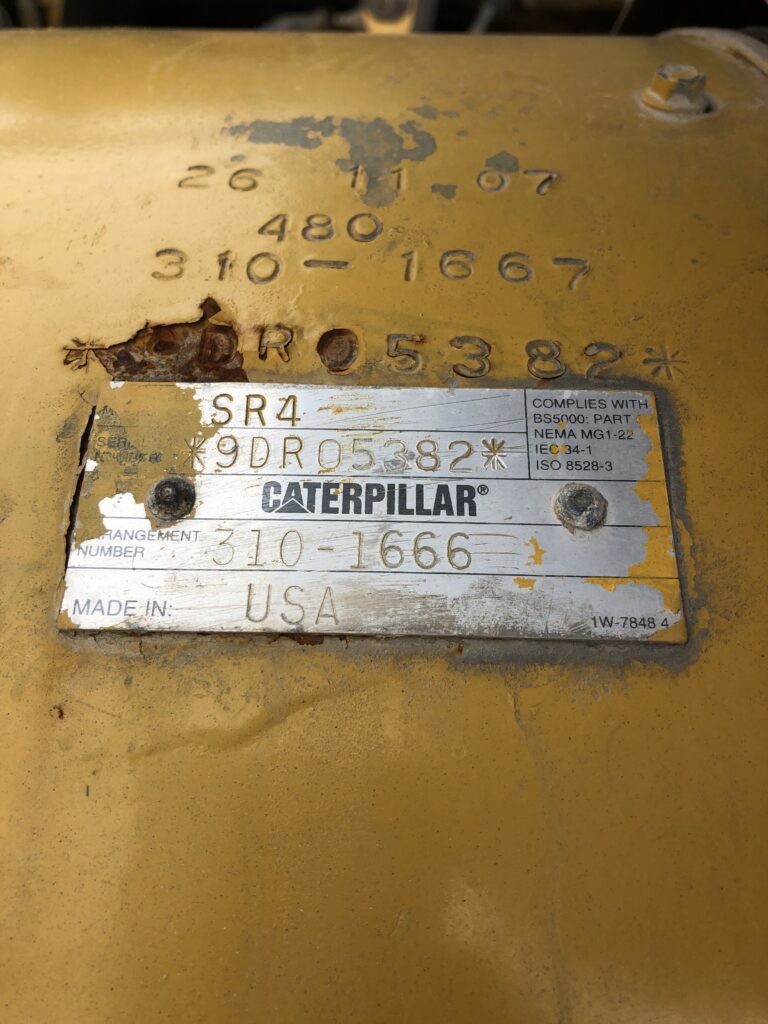 26 11 07
480
310-1667
DR05382*
SR4
COMPLIES WITH
BS5000: PART
NEMA MG1-22
IEC 34-1
ISO 8528-3
*9DR05382*
CATERPILLAR®
ARRANGEMENT
NUMBER
310-1666
MADE IN: USA
1W-7848 4